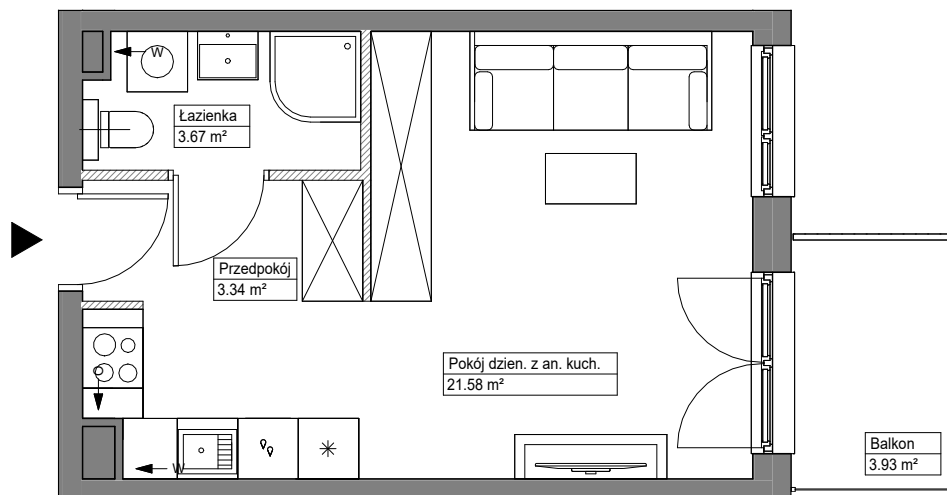 W
Łazienka
3.67 m²
Przedpokój
3.34 m²
Pokój dzien. z an. kuch.
21.58 m²
Balkon
3.93 m²
W